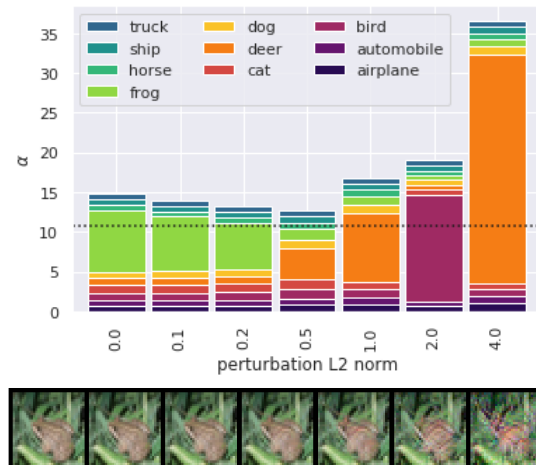 35
30
25
20
15
10
5
0
α
truck
ship
horse
frog
dog
deer
cat
bird
automobile
airplane
0.0 0.1 0.2 0.5 1.0 2.0 4.0
perturbation L2 norm